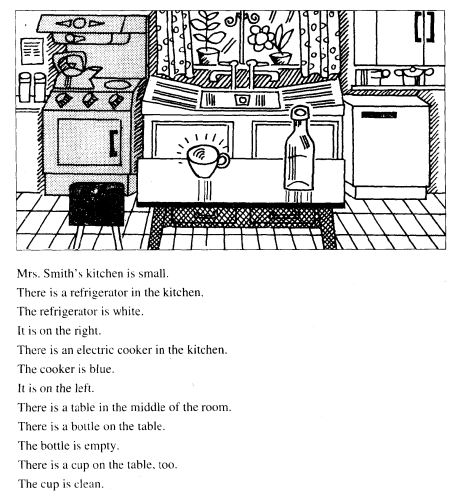 Mrs. Smith's kitchen is small.
There is a refrigerator in the kitchen.
The refrigerator is white.
It is on the right.
There is an electric cooker in the kitchen.
The cooker is blue.
It is on the left.
There is a table in the middle of the room.
There is a bottle on the table.
The bottle is empty.
There is a cup on the table, too.
The cup is clean.